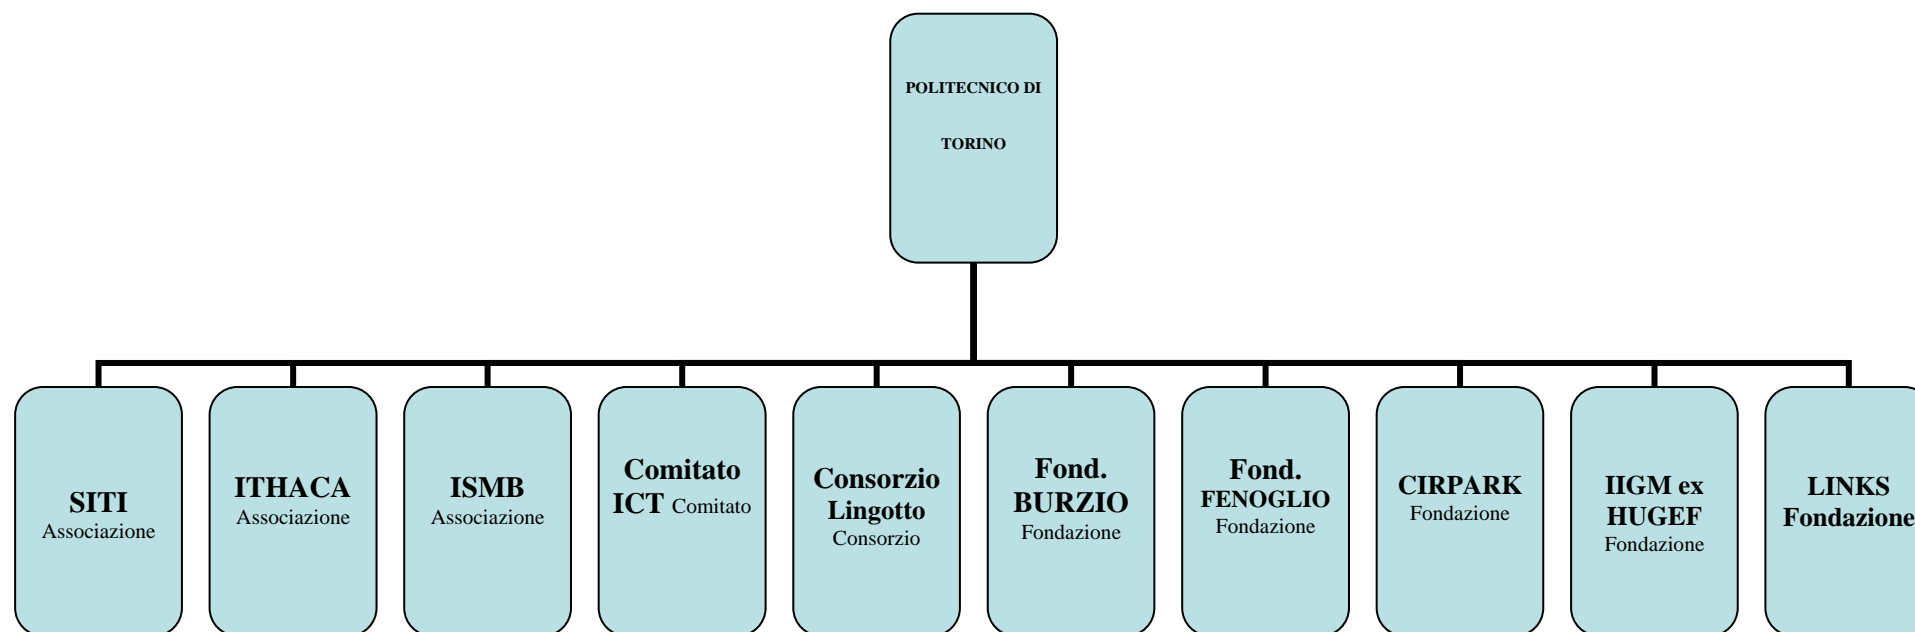 POLITECNICO DI
TORINO
SITI
Associazione
ITHACA
Associazione
ISMB
Associazione
Comitato
ICT Comitato
Consorzio
Lingotto
Consorzio
Fond.
BURZIO
Fondazione
Fond.
FENOGLIO
Fondazione
CIRPARK
Fondazione
IIGM ex
HUGEF
Fondazione
LINKS
Fondazione